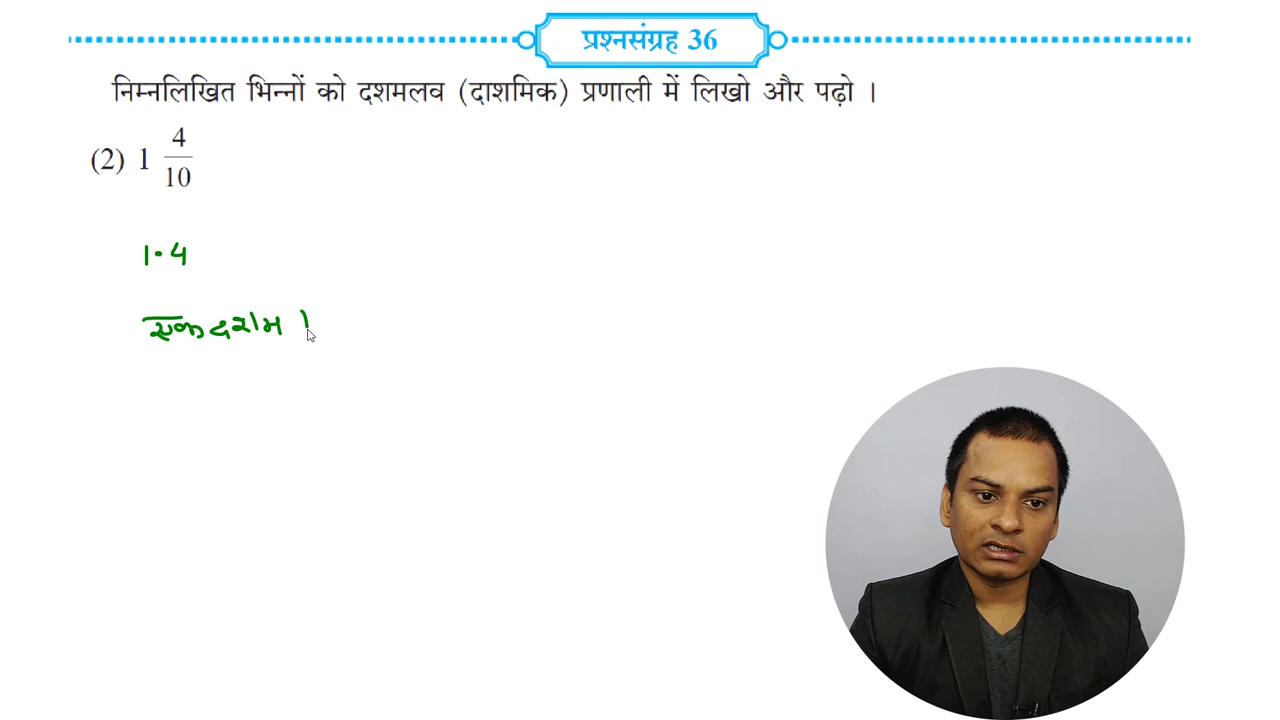 प्रश्नसंग्रह 36
निम्नलिखित भिन्नों को दशमलव (दाशमिक) प्रणाली में लिखो और पढ़ो ।
(2) 1 4/10
1.4
एक दशम